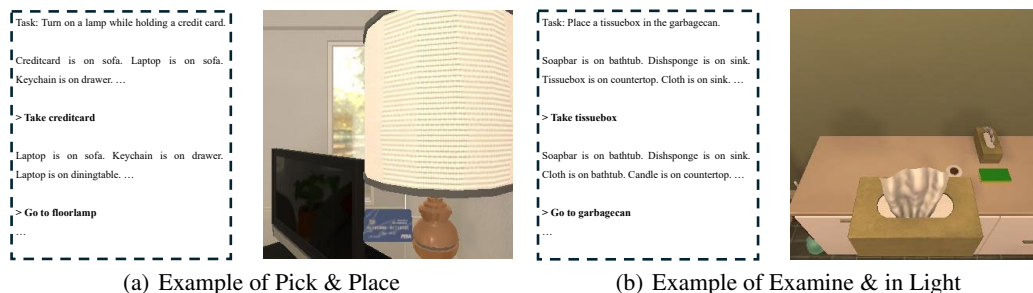 Task: Turn on a lamp while holding a credit card.
Creditcard is on sofa. Laptop is on sofa.
Keychain is on drawer. …
> Take creditcard
Laptop is on sofa. Keychain is on drawer.
Laptop is on diningtable. …
> Go to floorlamp
…
(a) Example of Pick & Place
Task: Place a tissuebox in the garbagecan.
Soapbar is on bathtub. Dishsponge is on sink.
Tissuebox is on countertop. Cloth is on sink. …
> Take tissuebox
Soapbar is on bathtub. Dishsponge is on sink.
Cloth is on bathtub. Candle is on countertop. …
> Go to garbagecan
…
(b) Example of Examine & in Light